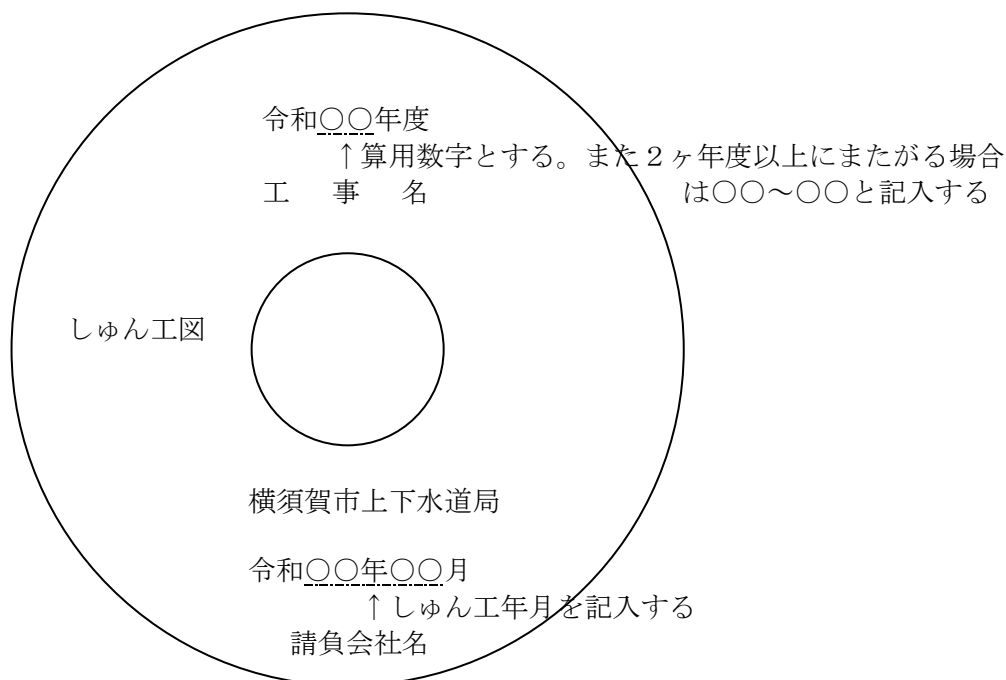 令和○○年度
↑算用数字とする。また２ヶ年度以上にまたがる場合
工　事　名　は○○～○○と記入する
しゅん工図
横須賀市上下水道局
令和○○年○○月
↑しゅん工年月を記入する
請負会社名